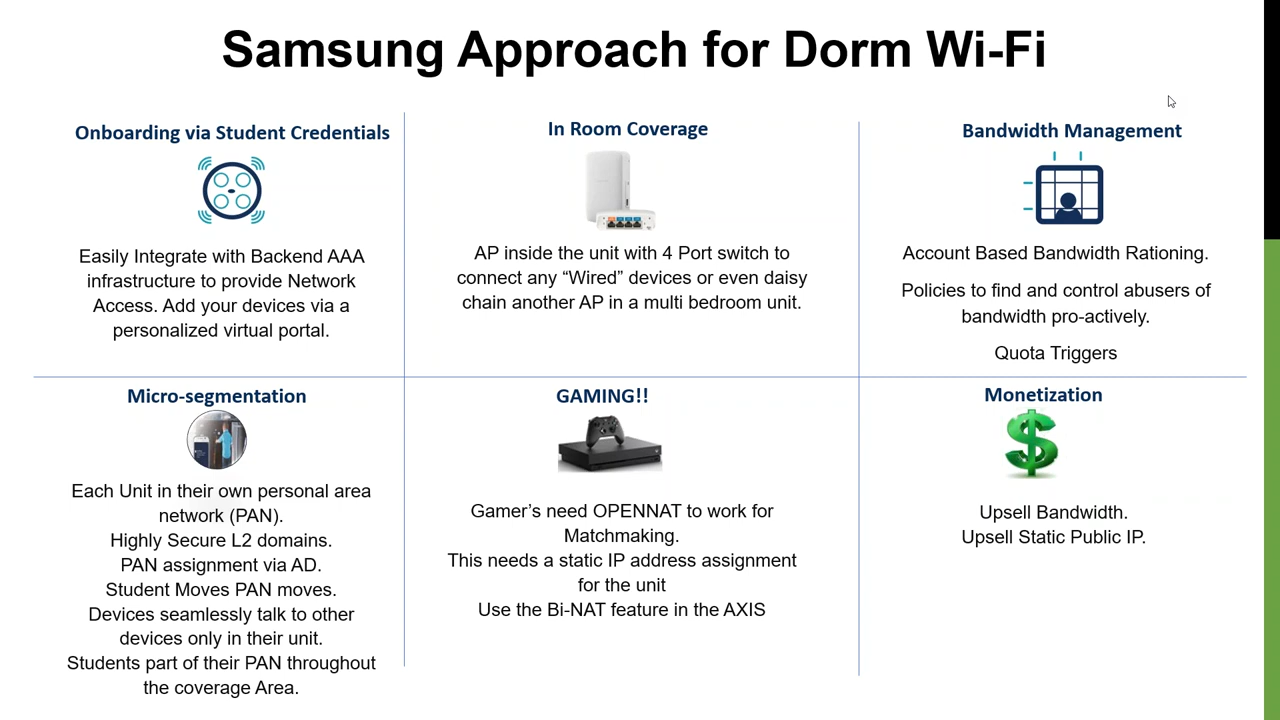 Samsung Approach for Dorm Wi-Fi
Onboarding via Student Credentials
Easily Integrate with Backend AAA
infrastructure to provide Network
Access. Add your devices via a
personalized virtual portal.
In Room Coverage
AP inside the unit with 4 Port switch to
connect any “Wired” devices or even daisy
chain another AP in a multi bedroom unit.
Bandwidth Management
Account Based Bandwidth Rationing.
Policies to find and control abusers of
bandwidth pro-actively.
Quota Triggers
Micro-segmentation
Each Unit in their own personal area
network (PAN).
Highly Secure L2 domains.
PAN assignment via AD.
Student Moves PAN moves.
Devices seamlessly talk to other
devices only in their unit.
Students part of their PAN throughout
the coverage Area.
GAMING!!
Gamer’s need OPENNAT to work for
Matchmaking.
This needs a static IP address assignment
for the unit
Use the Bi-NAT feature in the AXIS
Monetization
Upsell Bandwidth.
Upsell Static Public IP.